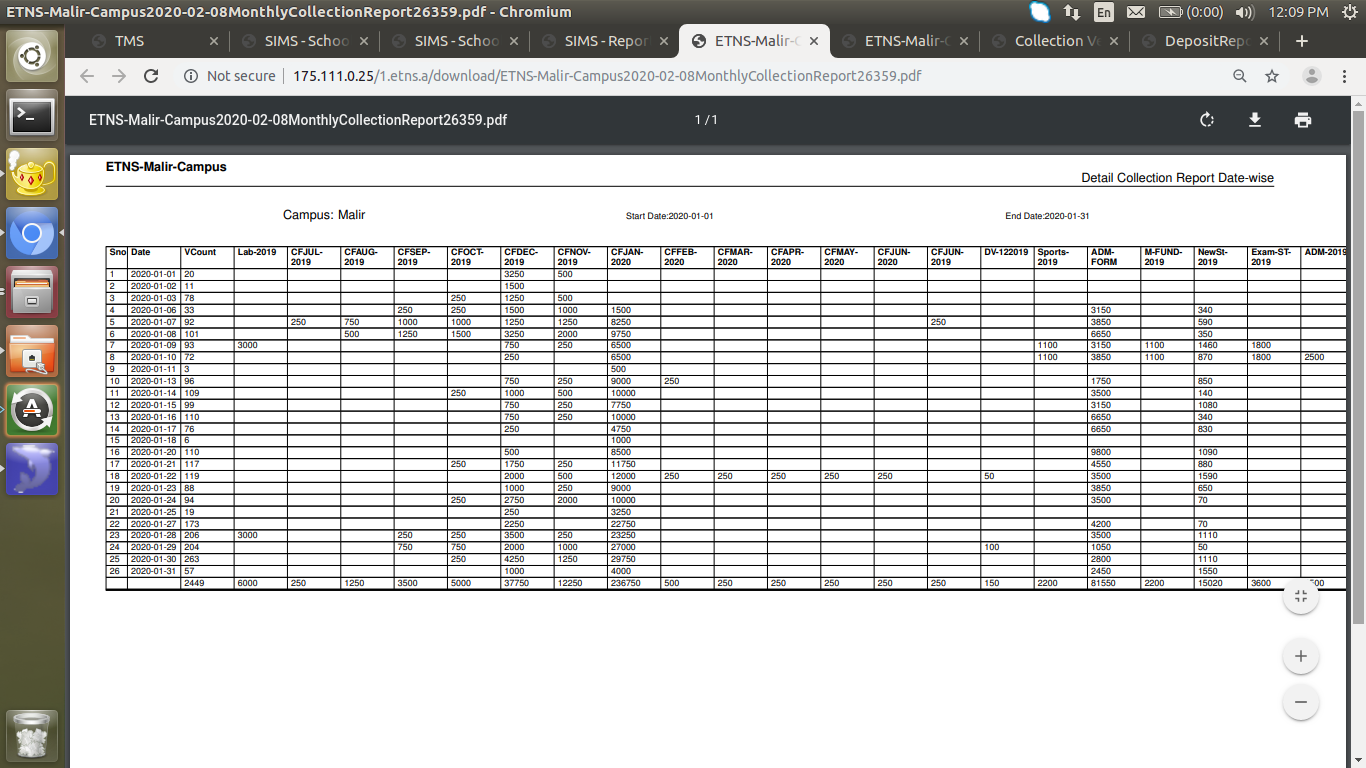 ETNS-Malir-Campus2020-02-08MonthlyCollectionReport26359.pdf - Chromium En (0:00) 12:09 PM
TMS SIMS - Schoo SIMS - Schoo SIMS - Repor ETNS-Malir-C ETNS-Malir-C Collection Ve DepositRepo
Not secure 175.111.0.25/1.etns.a/download/ETNS-Malir-Campus2020-02-08MonthlyCollectionReport26359.pdf
ETNS-Malir-Campus2020-02-08MonthlyCollectionReport26359.pdf 1 / 1
ETNS-Malir-Campus
Detail Collection Report Date-wise
Campus: Malir Start Date:2020-01-01 End Date:2020-01-31
Sno Date VCount Lab-2019 CFJUL- CFAUG- CFSEP- CFOCT- CFDEC- CFNOV- CFJAN- CFFEB- CFMAR- CFAPR- CFMAY- CFJUN- CFJUN- DV-122019 Sports- ADM- M-FUND- NewSt- Exam-ST- ADM-2019
2019 2019 2019 2019 2019 2019 2020 2020 2020 2020 2020 2020 2019 2019 FORM 2019 2019 2019
1 2020-01-01 20 3250 500
2 2020-01-02 11 1500
3 2020-01-03 78 250 1250 500
4 2020-01-06 33 250 250 1500 1000 1500 3150 340
5 2020-01-07 92 250 750 1000 1000 1250 1250 8250 250 3850 590
6 2020-01-08 101 500 1250 1500 3250 2000 9750 6650 350
7 2020-01-09 93 3000 750 250 6500 1100 3150 1100 1460 1800
8 2020-01-10 72 250 6500 1100 3850 1100 870 1800 2500
9 2020-01-11 3 500
10 2020-01-13 96 750 250 9000 250 1750 850
11 2020-01-14 109 250 1000 500 10000 3500 140
12 2020-01-15 99 750 250 7750 3150 1080
13 2020-01-16 110 750 250 10000 6650 340
14 2020-01-17 76 250 4750 6650 830
15 2020-01-18 6 1000
16 2020-01-20 110 500 8500 9800 1090
17 2020-01-21 117 250 1750 250 11750 4550 880
18 2020-01-22 119 2000 500 12000 250 250 250 250 250 50 3500 1590
19 2020-01-23 88 1000 250 9000 3850 650
20 2020-01-24 94 250 2750 2000 10000 3500 70
21 2020-01-25 19 250 3250
22 2020-01-27 173 2250 22750 4200 70
23 2020-01-28 206 3000 250 250 3500 250 23250 3500 1110
24 2020-01-29 204 750 750 2000 1000 27000 100 1050 50
25 2020-01-30 263 250 4250 1250 29750 2800 1110
26 2020-01-31 57 1000 4000 2450 1550
2449 6000 250 1250 3500 5000 37750 12250 236750 500 250 250 250 250 250 150 2200 81550 2200 15020 3600